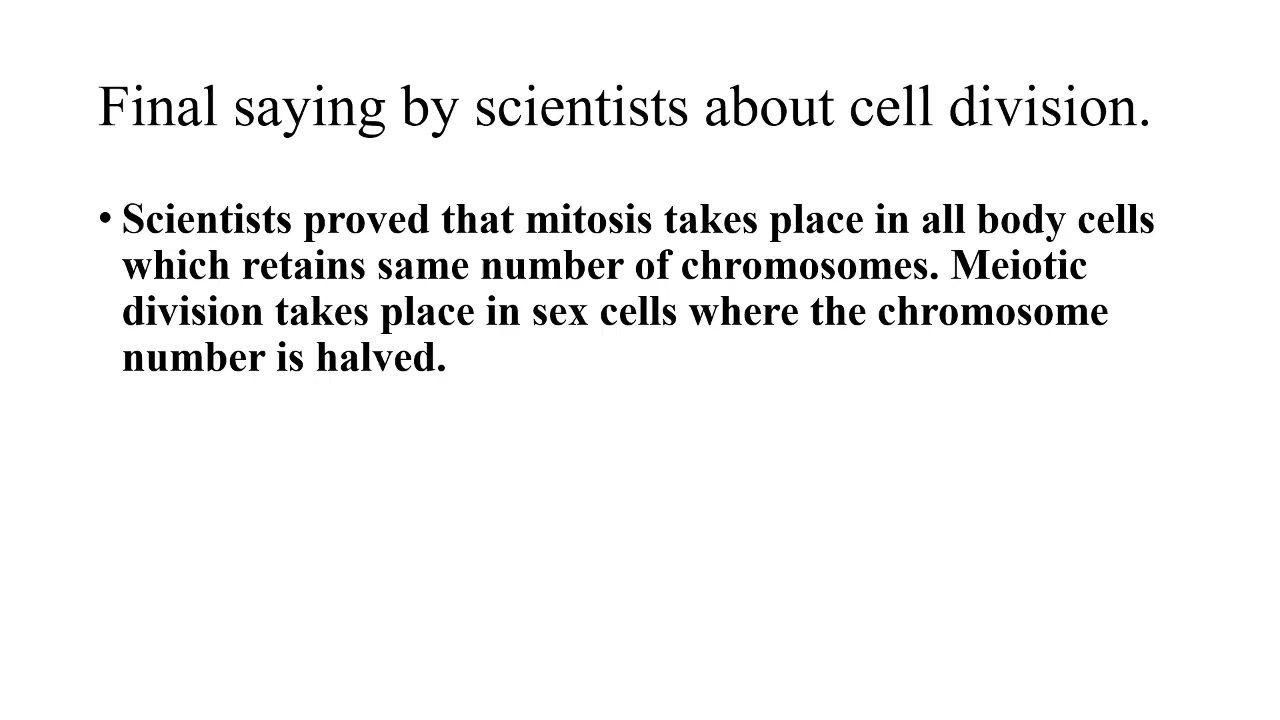 Final saying by scientists about cell division.
• Scientists proved that mitosis takes place in all body cells
which retains same number of chromosomes. Meiotic
division takes place in sex cells where the chromosome
number is halved.